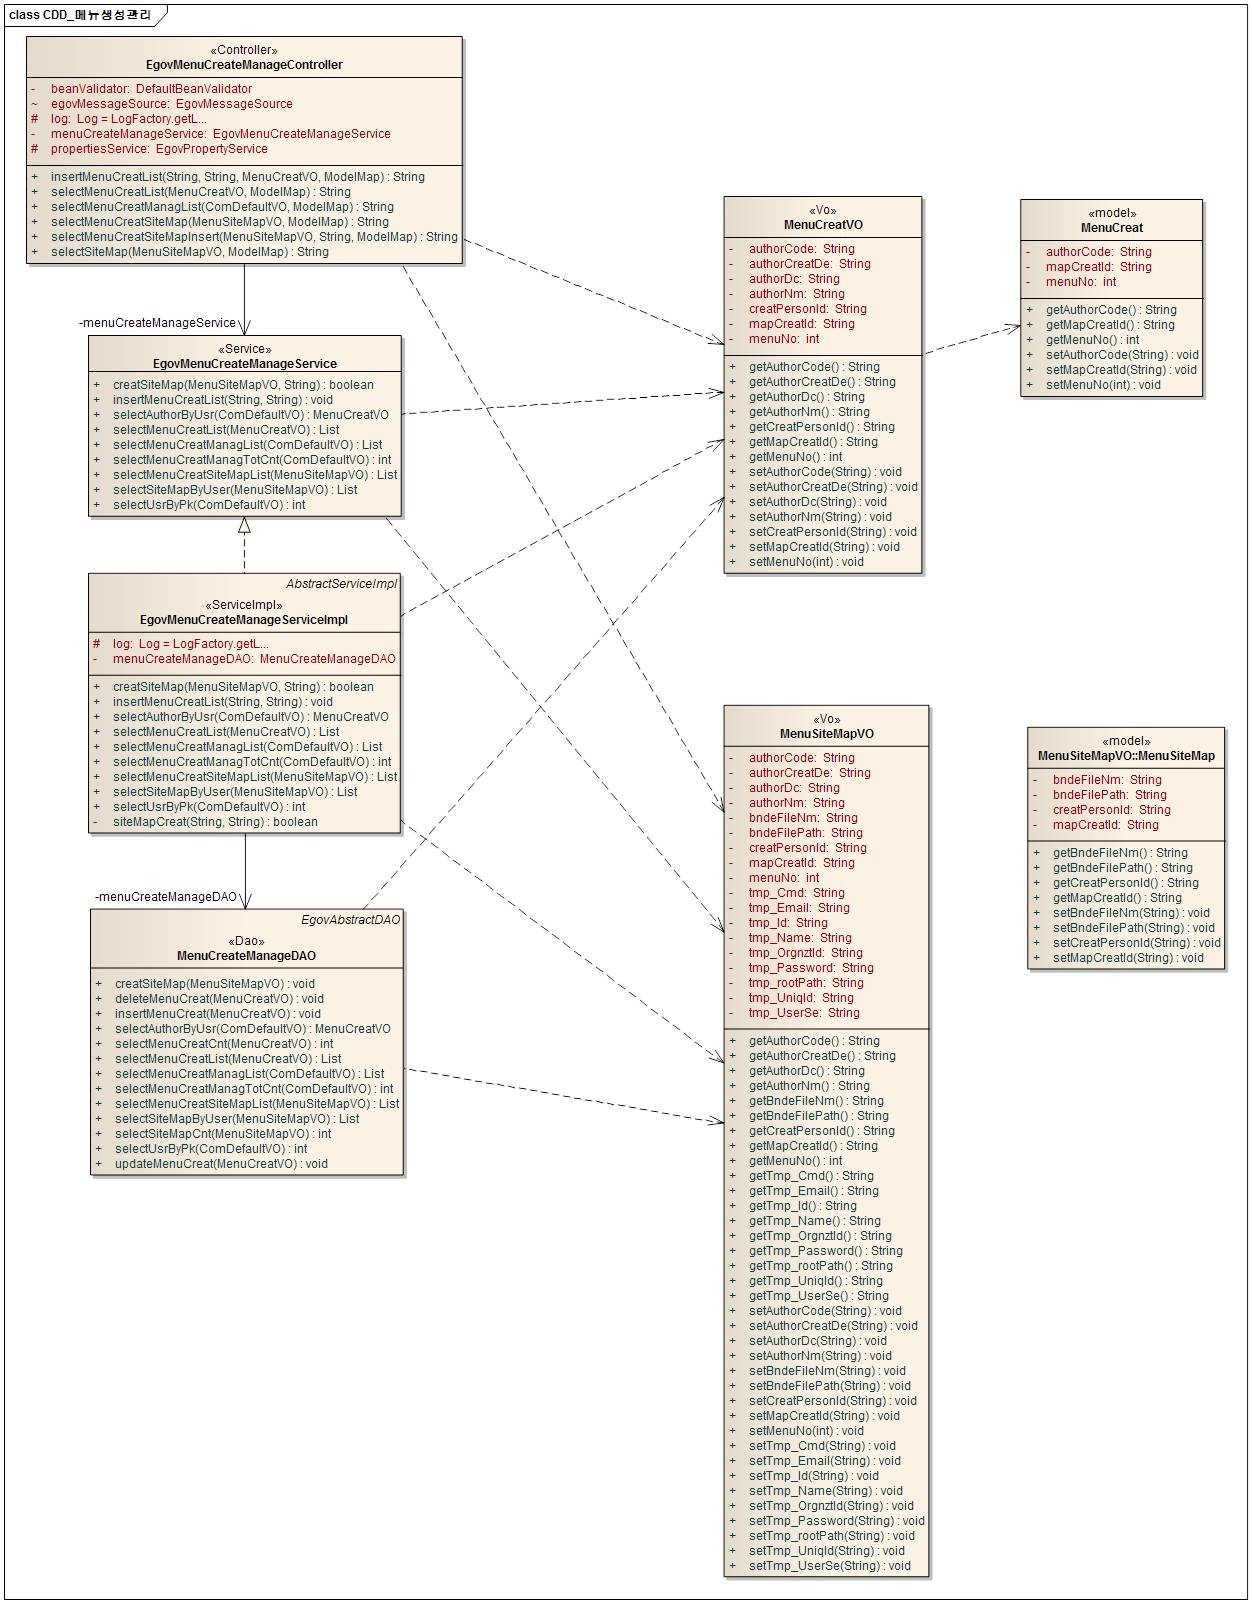 class CDD_메뉴생성관리
«Controller»
EgovMenuCreateManageController
- beanValidator: DefaultBeanValidator
~ egovMessageSource: EgovMessageSource
# log: Log = LogFactory.getL...
- menuCreateManageService: EgovMenuCreateManageService
# propertiesService: EgovPropertyService
+ insertMenuCreatList(String, String, MenuCreatVO, ModelMap) : String
+ selectMenuCreatList(MenuCreatVO, ModelMap) : String
+ selectMenuCreatManagList(ComDefaultVO, ModelMap) : String
+ selectMenuCreatSiteMap(MenuSiteMapVO, ModelMap) : String
+ selectMenuCreatSiteMapInsert(MenuSiteMapVO, String, ModelMap) : String
+ selectSiteMap(MenuSiteMapVO, ModelMap) : String
-menuCreateManageService
«Service»
EgovMenuCreateManageService
+ creatSiteMap(MenuSiteMapVO, String) : boolean
+ insertMenuCreatList(String, String) : void
+ selectAuthorByUsr(ComDefaultVO) : MenuCreatVO
+ selectMenuCreatList(MenuCreatVO) : List
+ selectMenuCreatManagList(ComDefaultVO) : List
+ selectMenuCreatManagTotCnt(ComDefaultVO) : int
+ selectMenuCreatSiteMapList(MenuSiteMapVO) : List
+ selectSiteMapByUser(MenuSiteMapVO) : List
+ selectUsrByPk(ComDefaultVO) : int
AbstractServiceImpl
«ServiceImpl»
EgovMenuCreateManageServiceImpl
# log: Log = LogFactory.getL...
- menuCreateManageDAO: MenuCreateManageDAO
+ creatSiteMap(MenuSiteMapVO, String) : boolean
+ insertMenuCreatList(String, String) : void
+ selectAuthorByUsr(ComDefaultVO) : MenuCreatVO
+ selectMenuCreatList(MenuCreatVO) : List
+ selectMenuCreatManagList(ComDefaultVO) : List
+ selectMenuCreatManagTotCnt(ComDefaultVO) : int
+ selectMenuCreatSiteMapList(MenuSiteMapVO) : List
+ selectSiteMapByUser(MenuSiteMapVO) : List
+ selectUsrByPk(ComDefaultVO) : int
- siteMapCreat(String, String) : boolean
-menuCreateManageDAO
EgovAbstractDAO
«Dao»
MenuCreateManageDAO
+ creatSiteMap(MenuSiteMapVO) : void
+ deleteMenuCreat(MenuCreatVO) : void
+ insertMenuCreat(MenuCreatVO) : void
+ selectAuthorByUsr(ComDefaultVO) : MenuCreatVO
+ selectMenuCreatCnt(MenuCreatVO) : int
+ selectMenuCreatList(MenuCreatVO) : List
+ selectMenuCreatManagList(ComDefaultVO) : List
+ selectMenuCreatManagTotCnt(ComDefaultVO) : int
+ selectMenuCreatSiteMapList(MenuSiteMapVO) : List
+ selectSiteMapByUser(MenuSiteMapVO) : List
+ selectSiteMapCnt(MenuSiteMapVO) : int
+ selectUsrByPk(ComDefaultVO) : int
+ updateMenuCreat(MenuCreatVO) : void
«Vo»
MenuCreatVO
- authorCode: String
- authorCreatDe: String
- authorDc: String
- authorNm: String
- creatPersonId: String
- mapCreatId: String
- menuNo: int
+ getAuthorCode() : String
+ getAuthorCreatDe() : String
+ getAuthorDc() : String
+ getAuthorNm() : String
+ getCreatPersonId() : String
+ getMapCreatId() : String
+ getMenuNo() : int
+ setAuthorCode(String) : void
+ setAuthorCreatDe(String) : void
+ setAuthorDc(String) : void
+ setAuthorNm(String) : void
+ setCreatPersonId(String) : void
+ setMapCreatId(String) : void
+ setMenuNo(int) : void
«model»
MenuCreat
- authorCode: String
- mapCreatId: String
- menuNo: int
+ getAuthorCode() : String
+ getMapCreatId() : String
+ getMenuNo() : int
+ setAuthorCode(String) : void
+ setMapCreatId(String) : void
+ setMenuNo(int) : void
«Vo»
MenuSiteMapVO
- authorCode: String
- authorCreatDe: String
- authorDc: String
- authorNm: String
- bndeFileNm: String
- bndeFilePath: String
- creatPersonId: String
- mapCreatId: String
- menuNo: int
- tmp_Cmd: String
- tmp_Email: String
- tmp_Id: String
- tmp_Name: String
- tmp_OrgnztId: String
- tmp_Password: String
- tmp_rootPath: String
- tmp_UniqId: String
- tmp_UserSe: String
+ getAuthorCode() : String
+ getAuthorCreatDe() : String
+ getAuthorDc() : String
+ getAuthorNm() : String
+ getBndeFileNm() : String
+ getBndeFilePath() : String
+ getCreatPersonId() : String
+ getMapCreatId() : String
+ getMenuNo() : int
+ getTmp_Cmd() : String
+ getTmp_Email() : String
+ getTmp_Id() : String
+ getTmp_Name() : String
+ getTmp_OrgnztId() : String
+ getTmp_Password() : String
+ getTmp_rootPath() : String
+ getTmp_UniqId() : String
+ getTmp_UserSe() : String
+ setAuthorCode(String) : void
+ setAuthorCreatDe(String) : void
+ setAuthorDc(String) : void
+ setAuthorNm(String) : void
+ setBndeFileNm(String) : void
+ setBndeFilePath(String) : void
+ setCreatPersonId(String) : void
+ setMapCreatId(String) : void
+ setMenuNo(int) : void
+ setTmp_Cmd(String) : void
+ setTmp_Email(String) : void
+ setTmp_Id(String) : void
+ setTmp_Name(String) : void
+ setTmp_OrgnztId(String) : void
+ setTmp_Password(String) : void
+ setTmp_rootPath(String) : void
+ setTmp_UniqId(String) : void
+ setTmp_UserSe(String) : void
«model»
MenuSiteMapVO::MenuSiteMap
- bndeFileNm: String
- bndeFilePath: String
- creatPersonId: String
- mapCreatId: String
+ getBndeFileNm() : String
+ getBndeFilePath() : String
+ getCreatPersonId() : String
+ getMapCreatId() : String
+ setBndeFileNm(String) : void
+ setBndeFilePath(String) : void
+ setCreatPersonId(String) : void
+ setMapCreatId(String) : void